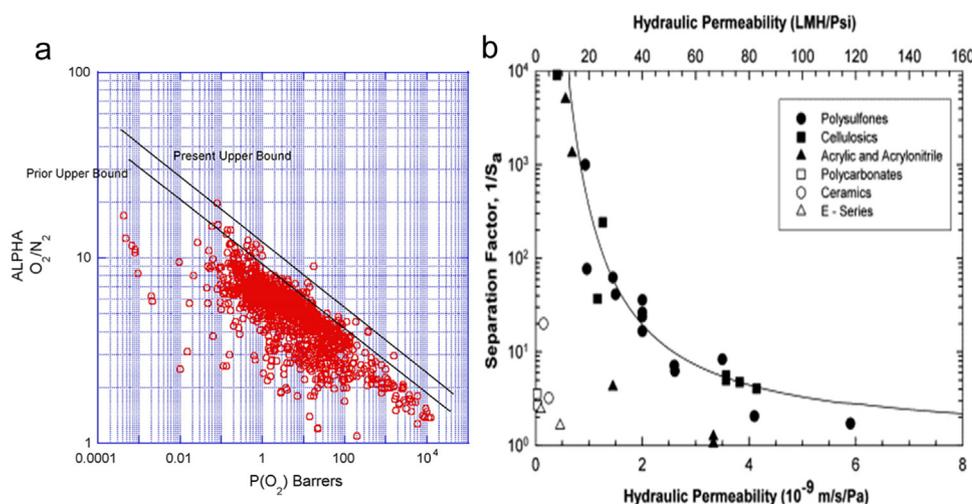 a
100
10
1
ALPHA
O2/N2
Present Upper Bound
Prior Upper Bound
0.0001 0.01 1 100 10^4
P(O2) Barrers
b
Hydraulic Permeability (LMH/Psi)
0 20 40 60 80 100 120 140 160
10^4
10^3
10^2
10^1
10^0
Separation Factor, 1/Sa
Polysulfones
Cellulosics
Acrylic and Acrylonitrile
Polycarbonates
Ceramics
E - Series
0 2 4 6 8
Hydraulic Permeability (10^-9 m/s/Pa)